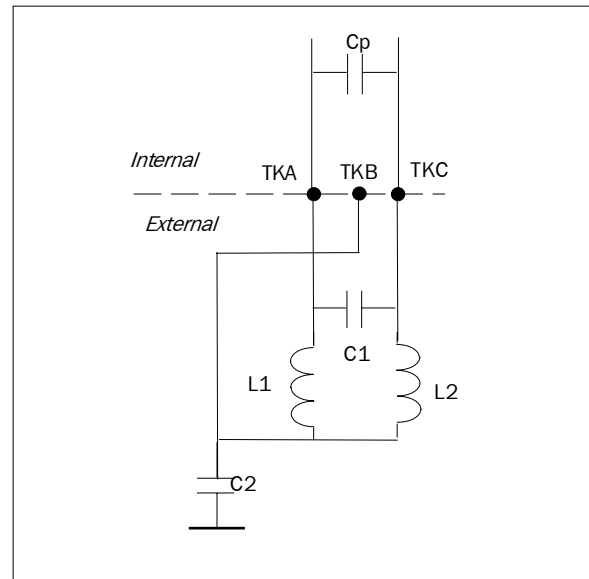 Cp
Internal
TKA TKB TKC
External
C1
L1 L2
C2